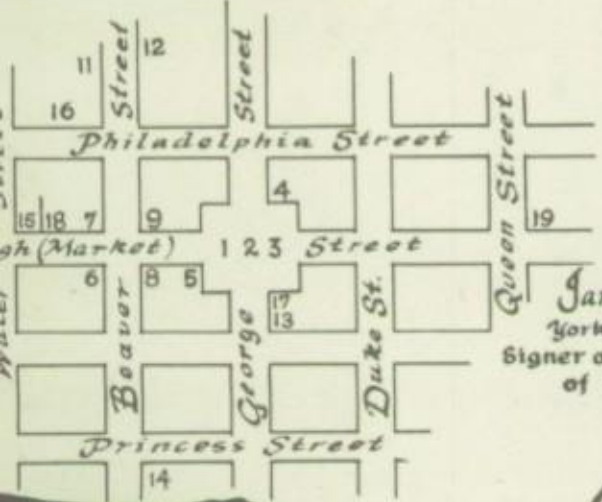 12
11
Street
Street
16
Philadelphia Street
4
Queen Street
15 18 7
9
19
gh (Market)
1 2 3 Street
6
8 5
17
13
Beaver
George
Duke St.
York
Signer o
of
Princess Street
14